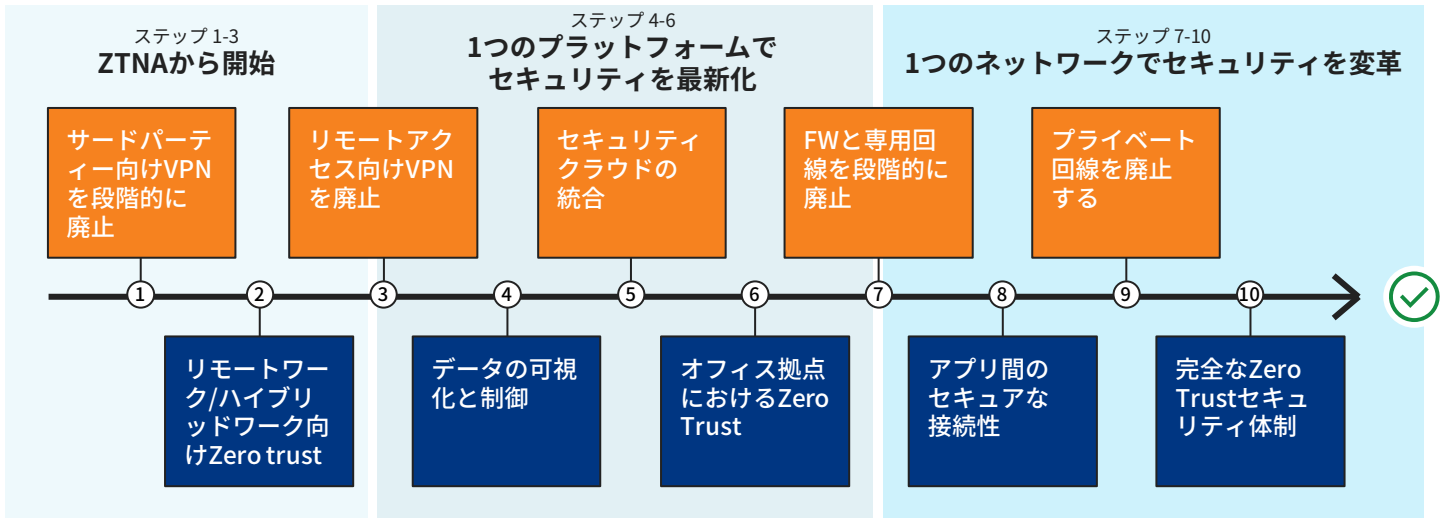 ステップ 1-3
ZTNAから開始
ステップ 4-6
1つのプラットフォームで
セキュリティを最新化
ステップ 7-10
1つのネットワークでセキュリティを変革
サードパーテ
ィー向けVPN
を段階的に
廃止
リモートアク
セス向けVPN
を廃止
セキュリティ
クラウドの
統合
FWと専用回
線を段階的に
廃止
プライベート
回線を廃止
する
1
2
3
4
5
6
7
8
9
10
リモートワー
ク/ハイブリ
ッドワーク向
けZero trust
データの可視
化と制御
オフィス拠点
におけるZero
Trust
アプリ間の
セキュアな
接続性
完全なZero
Trustセキュ
リティ体制